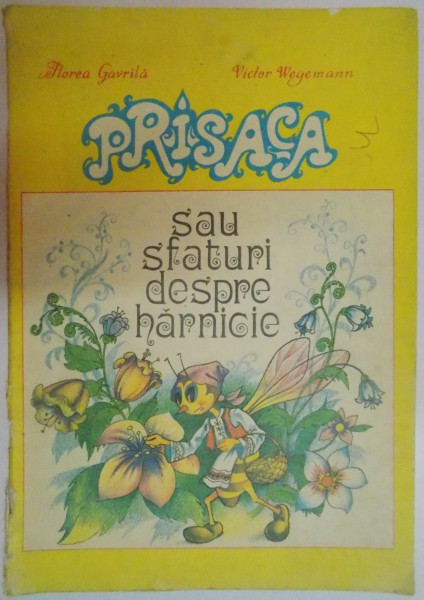 Florea Gavrilă Victor Wegemann
PRISACA
sau
sfaturi
despre
hărnicie